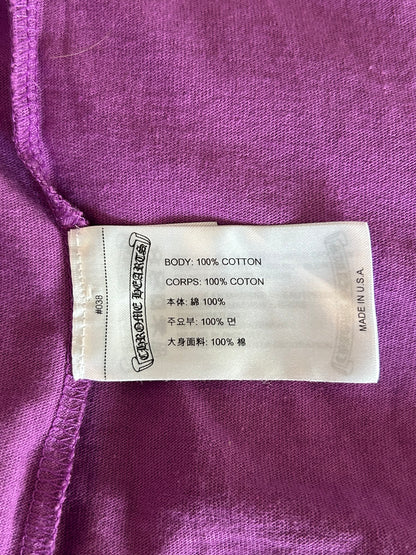 #038
CHROME HEARTS
BODY: 100% COTTON
CORPS: 100% COTON
本体: 綿 100%
주요부: 100% 면
大身面料: 100% 棉
MADE IN U.S.A.